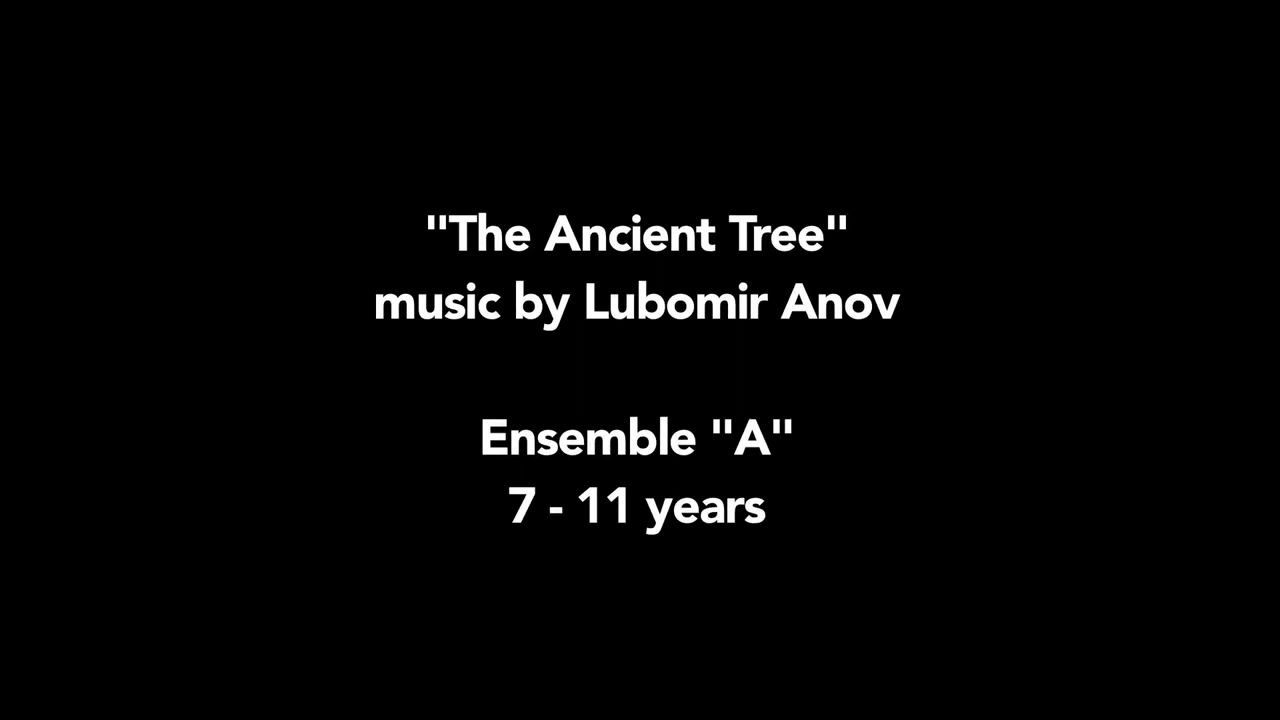 "The Ancient Tree"
music by Lubomir Anov
Ensemble "A"
7 - 11 years